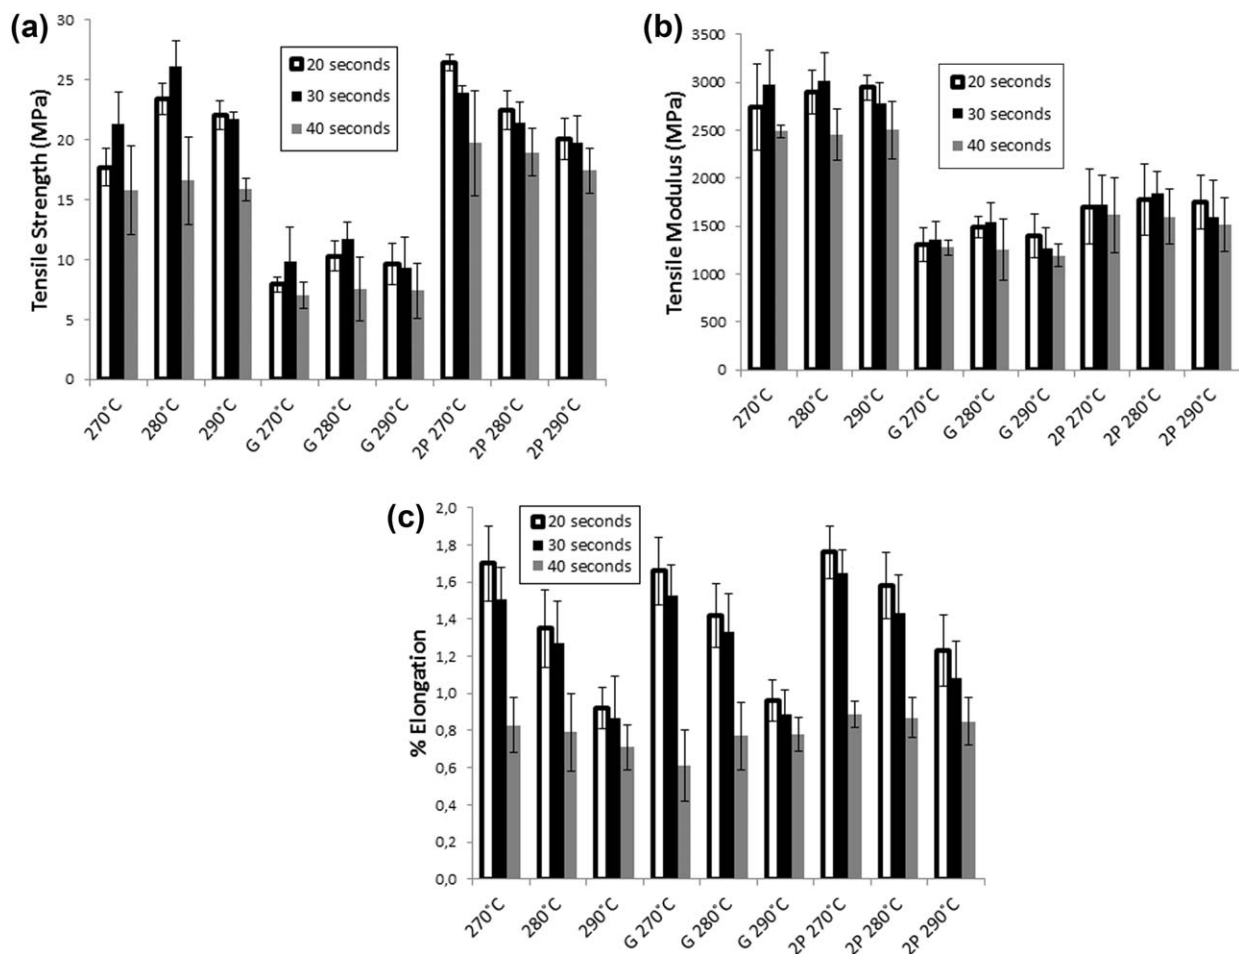 (a)
Tensile Strength (MPa)
30
25
20
15
10
5
0
20 seconds
30 seconds
40 seconds
270°C
280°C
290°C
G 270°C
G 280°C
G 290°C
2P 270°C
2P 280°C
2P 290°C
(b)
Tensile Modulus (MPa)
3500
3000
2500
2000
1500
1000
500
0
20 seconds
30 seconds
40 seconds
270°C
280°C
290°C
G 270°C
G 280°C
G 290°C
2P 270°C
2P 280°C
2P 290°C
(c)
% Elongation
2,0
1,8
1,6
1,4
1,2
1,0
0,8
0,6
0,4
0,2
0,0
20 seconds
30 seconds
40 seconds
270°C
280°C
290°C
G 270°C
G 280°C
G 290°C
2P 270°C
2P 280°C
2P 290°C